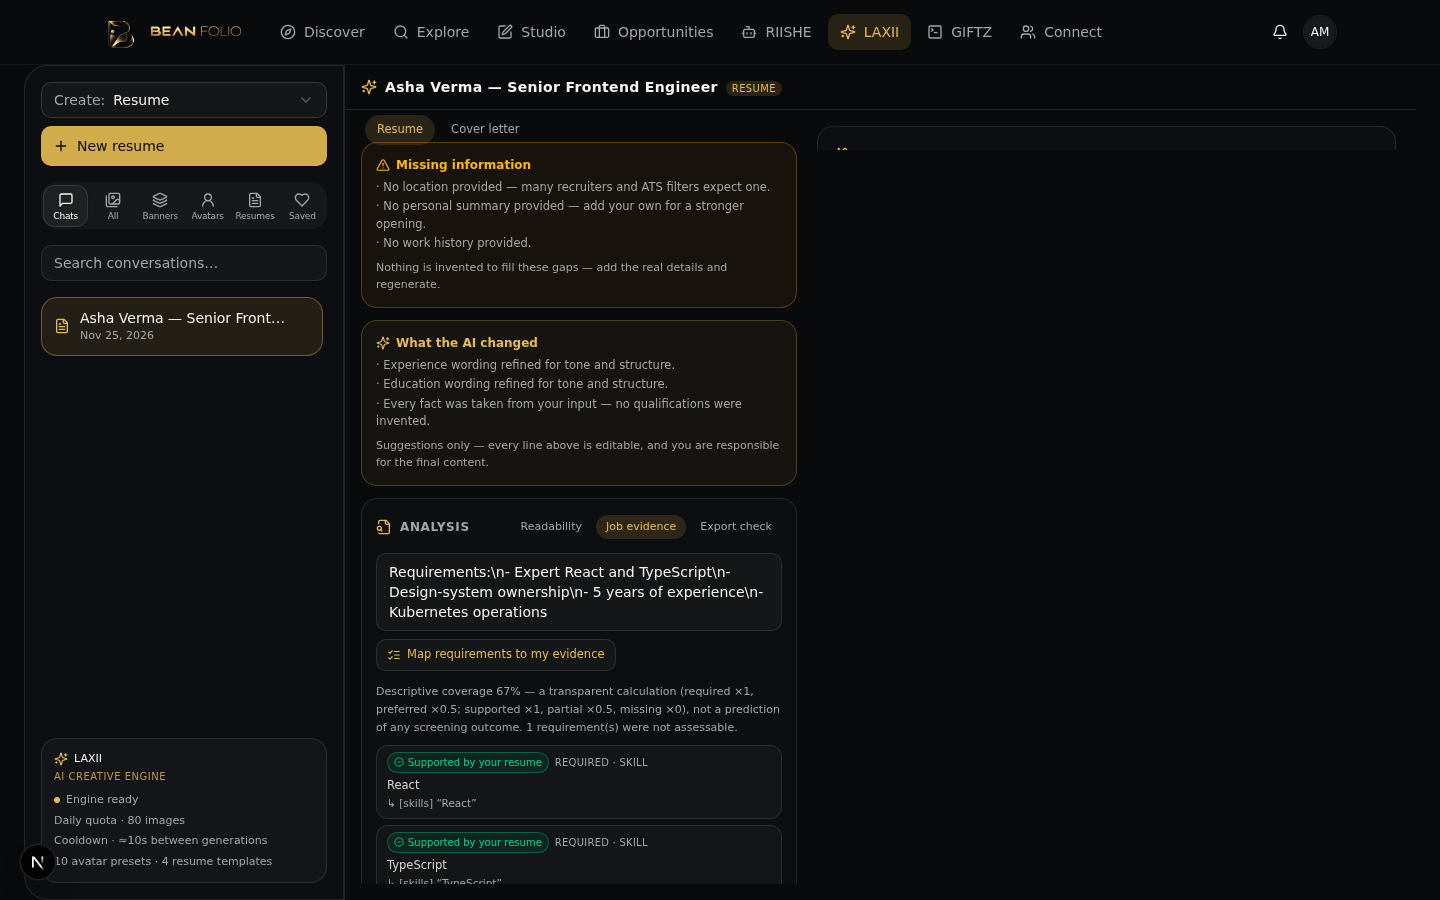 BEAN FOLIO
Discover
Explore
Studio
Opportunities
RIISHE
LAXII
GIFTZ
Connect
AM
Create: Resume
New resume
Chats
All
Banners
Avatars
Resumes
Saved
Search conversations...
Asha Verma — Senior Front...
Nov 25, 2026
LAXII
AI CREATIVE ENGINE
Engine ready
Daily quota · 80 images
Cooldown · ≈10s between generations
10 avatar presets · 4 resume templates
N
Asha Verma — Senior Frontend Engineer
RESUME
Resume
Cover letter
Missing information
· No location provided — many recruiters and ATS filters expect one.
· No personal summary provided — add your own for a stronger
opening.
· No work history provided.
Nothing is invented to fill these gaps — add the real details and
regenerate.
What the AI changed
· Experience wording refined for tone and structure.
· Education wording refined for tone and structure.
· Every fact was taken from your input — no qualifications were
invented.
Suggestions only — every line above is editable, and you are responsible
for the final content.
ANALYSIS
Readability
Job evidence
Export check
Requirements:\n- Expert React and TypeScript\n-
Design-system ownership\n- 5 years of experience\n-
Kubernetes operations
Map requirements to my evidence
Descriptive coverage 67% — a transparent calculation (required ×1,
preferred ×0.5; supported ×1, partial ×0.5, missing ×0), not a prediction
of any screening outcome. 1 requirement(s) were not assessable.
Supported by your resume REQUIRED · SKILL
React
↳ [skills] “React”
Supported by your resume REQUIRED · SKILL
TypeScript
↳ [skills] “TypeScript”